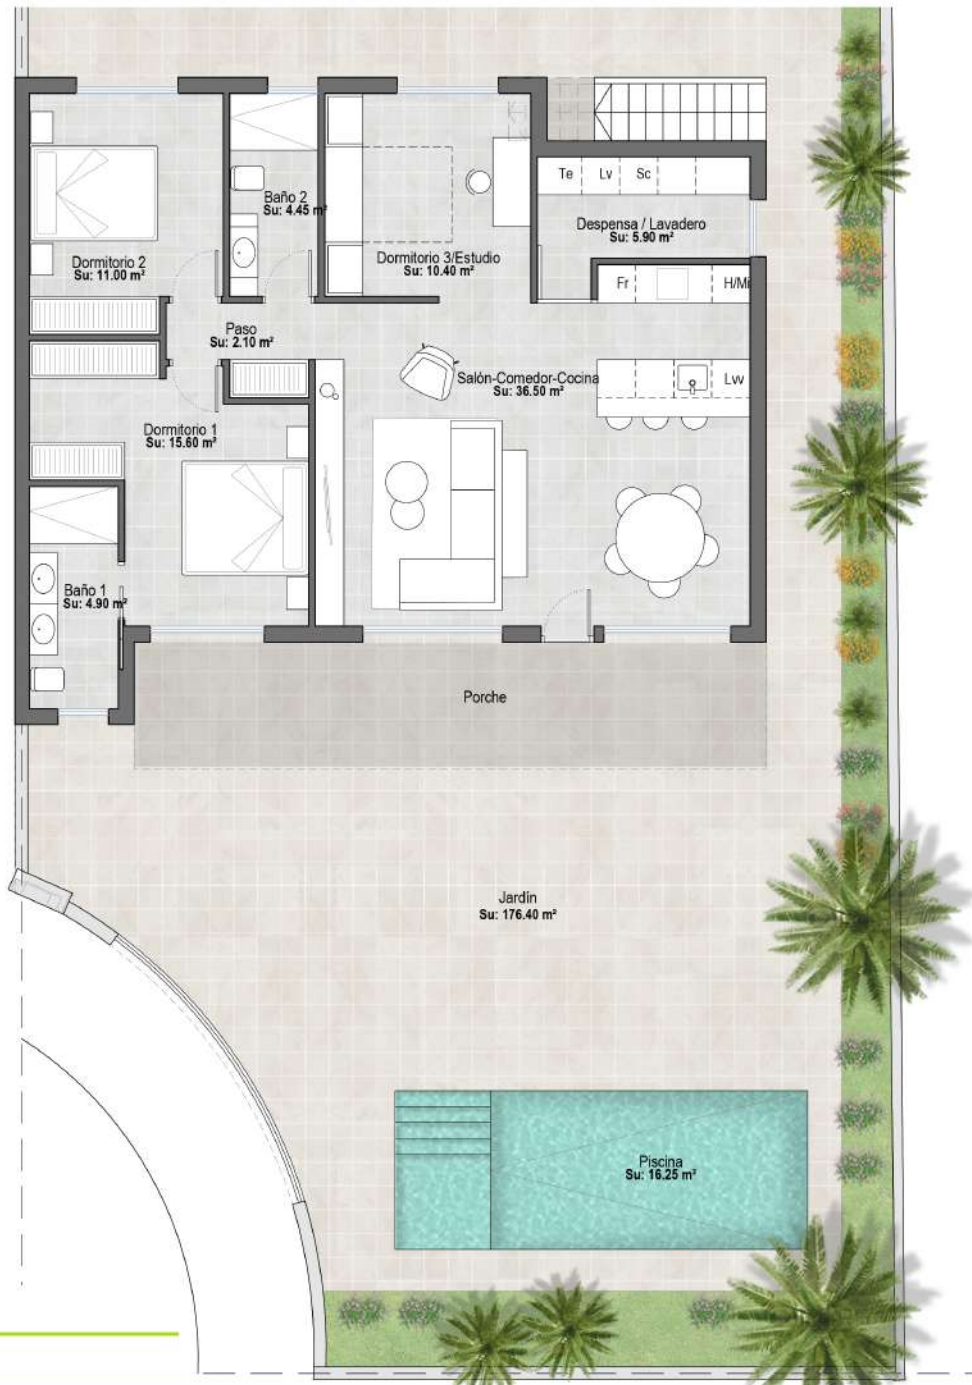 Te Lv Sc
Baño 2
Su: 4.45 m²
Despensa / Lavadero
Su: 5.90 m²
Dormitorio 2
Su: 11.00 m²
Dormitorio 3/Estudio
Su: 10.40 m²
Fr H/Mi
Paso
Su: 2.10 m²
Salón-Comedor-Cocina
Su: 36.50 m²
Lvv
Dormitorio 1
Su: 15.60 m²
Baño 1
Su: 4.90 m²
Porche
Jardín
Su: 176.40 m²
Piscina
Su: 16.25 m²